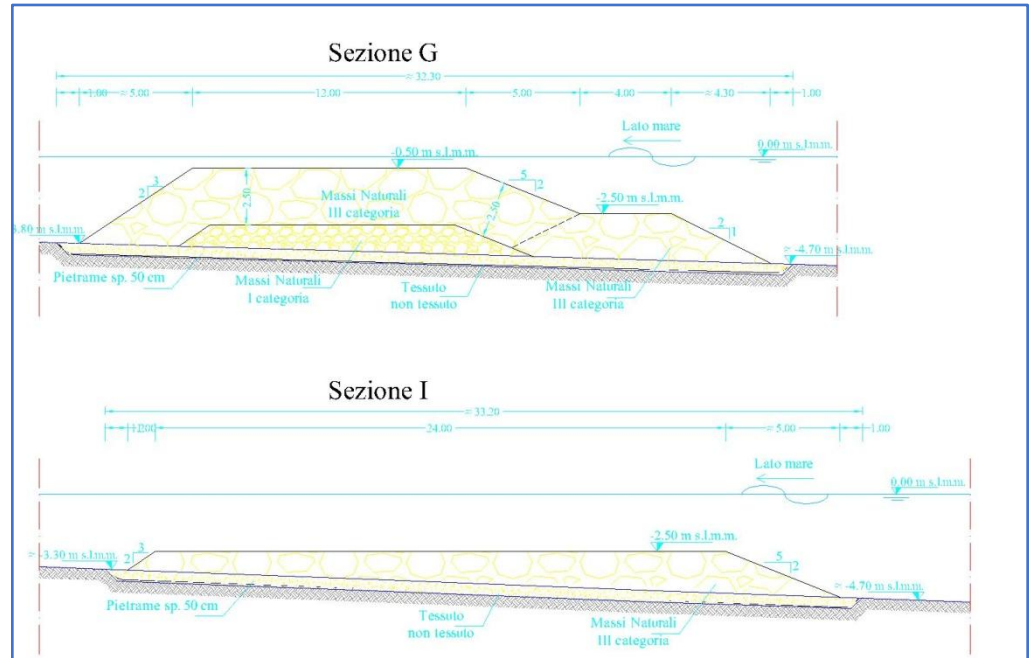 Sezione G
≈ 32.30
1.00 ≈ 5.00 12.00 5.00 4.00 ≈ 4.30 1.00
Lato mare
0.00 m s.l.m.m.
-0.50 m s.l.m.m.
3
2
2.50
Massi Naturali
III categoria
2.50
5
2
-2.50 m s.l.m.m.
2
1
3.80 m s.l.m.m.
≈ -4.70 m s.l.m.m.
Pietrame sp. 50 cm
Massi Naturali
I categoria
Tessuto
non tessuto
Massi Naturali
III categoria
Sezione I
≈ 33.20
24.00 ≈ 5.00 1.00
Lato mare
0.00 m s.l.m.m.
≈ -3.30 m s.l.m.m.
3
2
-2.50 m s.l.m.m.
5
2
≈ -4.70 m s.l.m.m.
Pietrame sp. 50 cm
Tessuto
non tessuto
Massi Naturali
III categoria